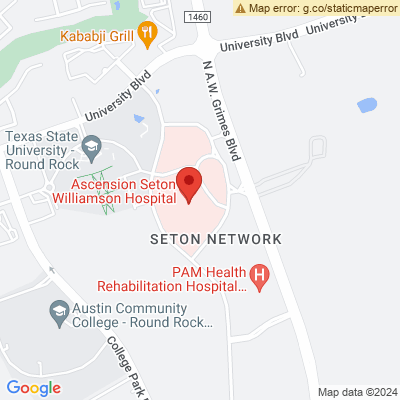 Map error: g.co/staticmaperror
1460
Kababji Grill
University Blvd
University Blvd
N A.W. Grimes Blvd
Texas State
University -
Round Rock
Ascension Seton
Williamson Hospital
SETON NETWORK
PAM Health
Rehabilitation Hospital...
H
Austin Community
College - Round Rock...
College Park
Google
Map data ©2024